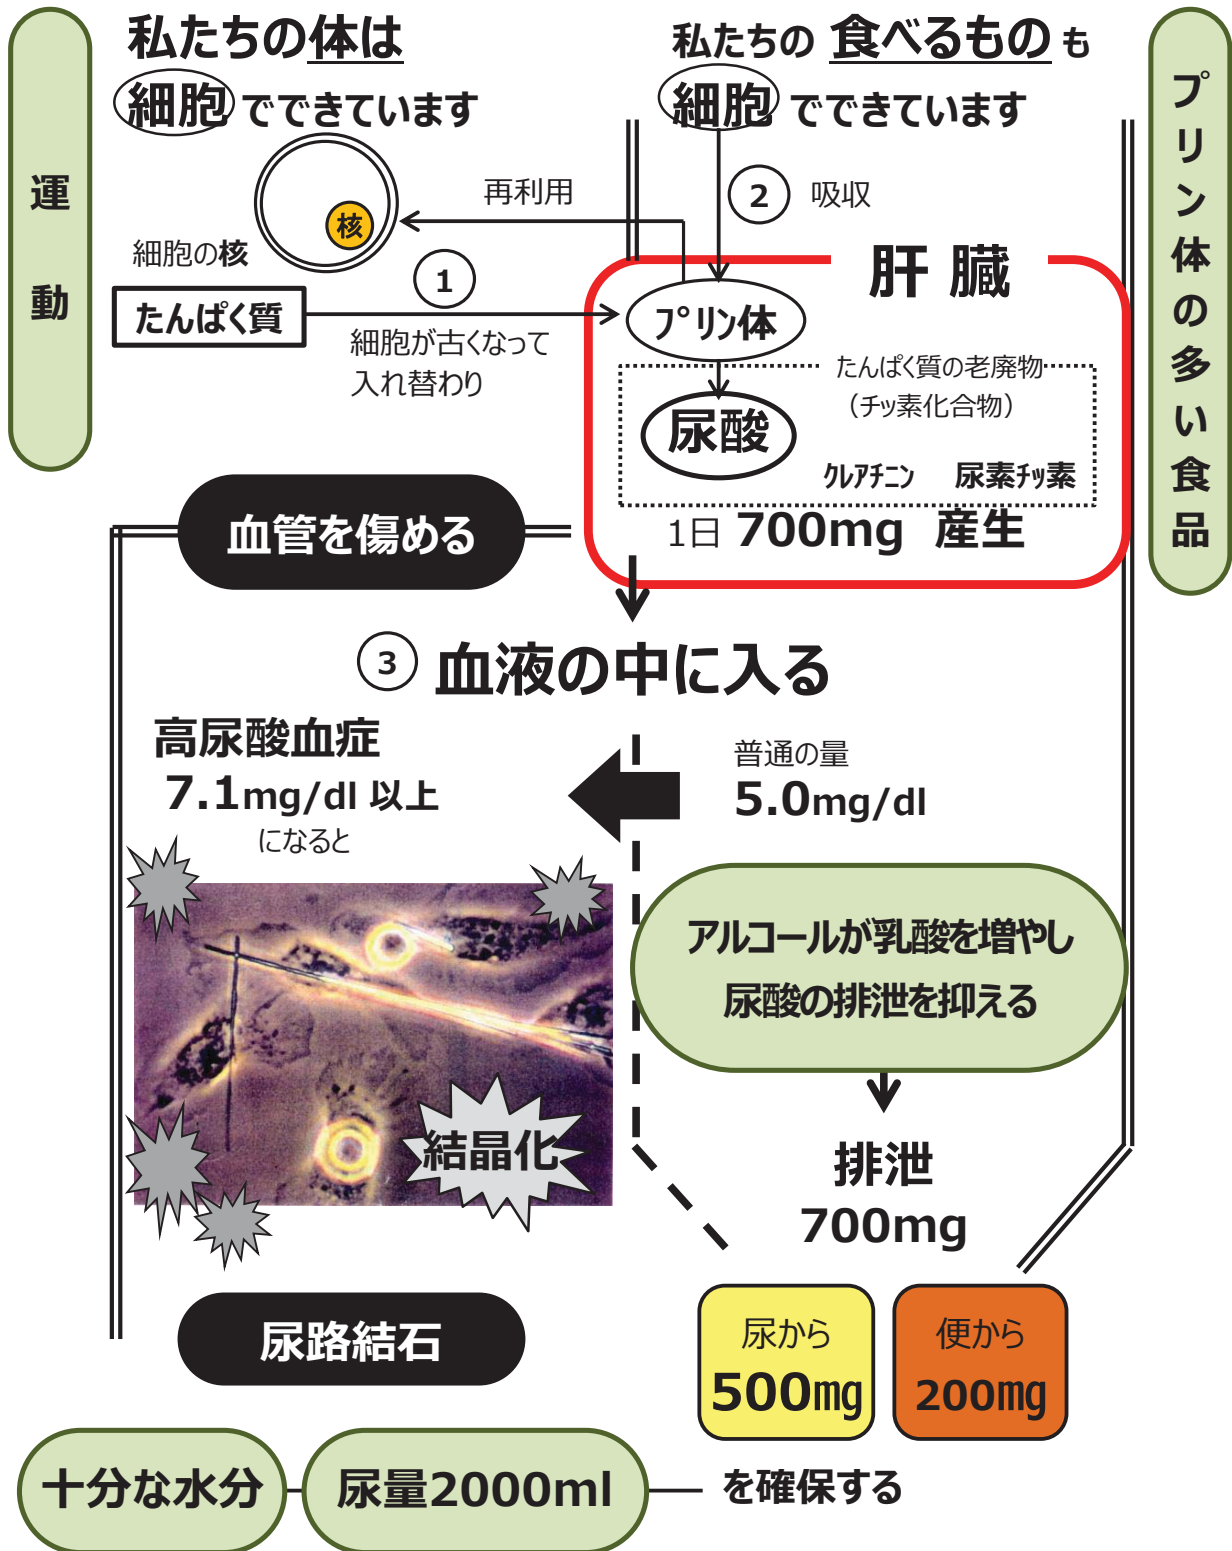 運動
私たちの体は
細胞でできています
私たちの 食べるものも
細胞でできています
プリン体の多い食品
再利用
② 吸収
核
細胞の核
①
肝臓
たんぱく質
プリン体
細胞が古くなって
入れ替わり
たんぱく質の老廃物
（チッ素化合物）
尿酸
クレアチニン 尿素チッ素
1日 700mg 産生
血管を傷める
③ 血液の中に入る
高尿酸血症
7.1mg/dl 以上
になると
普通の量
5.0mg/dl
アルコールが乳酸を増やし
尿酸の排泄を抑える
結晶化
排泄
700mg
尿路結石
尿から
500mg
便から
200mg
十分な水分 尿量2000ml を確保する